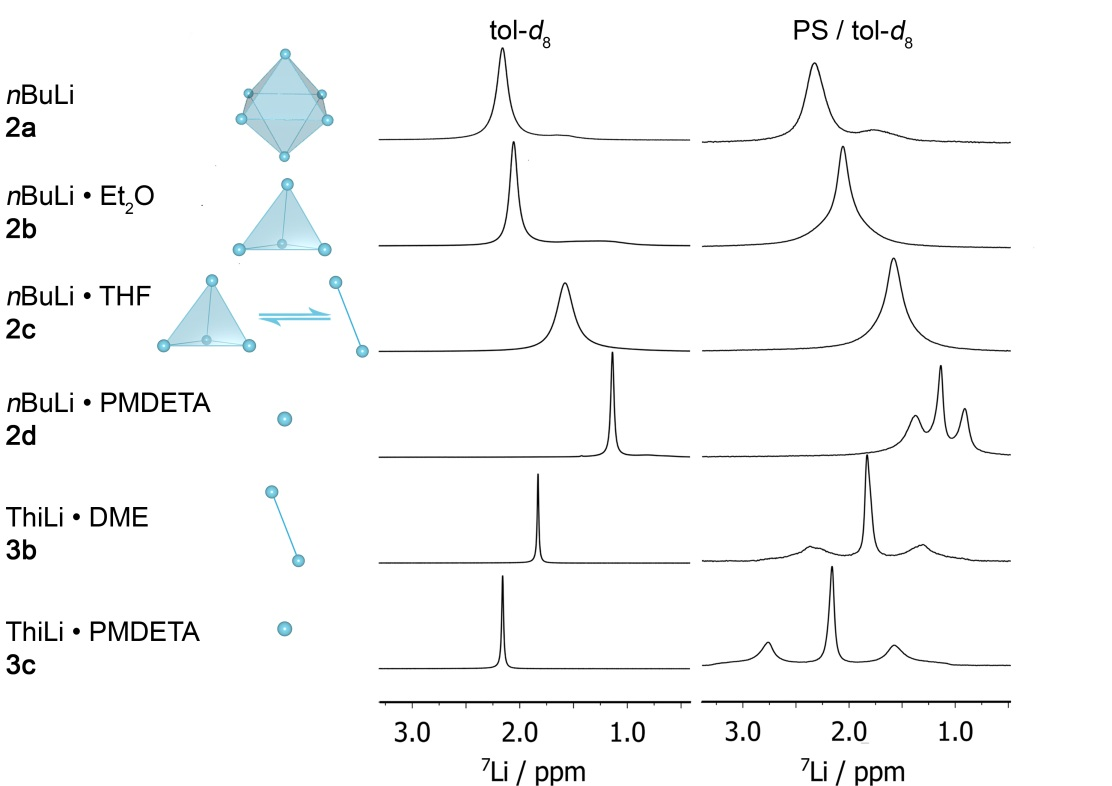 tol-d₈ PS / tol-d₈
nBuLi
2a
nBuLi • Et₂O
2b
nBuLi • THF
2c
nBuLi • PMDETA
2d
ThiLi • DME
3b
ThiLi • PMDETA
3c
3.0 2.0 1.0 3.0 2.0 1.0
⁷Li / ppm ⁷Li / ppm